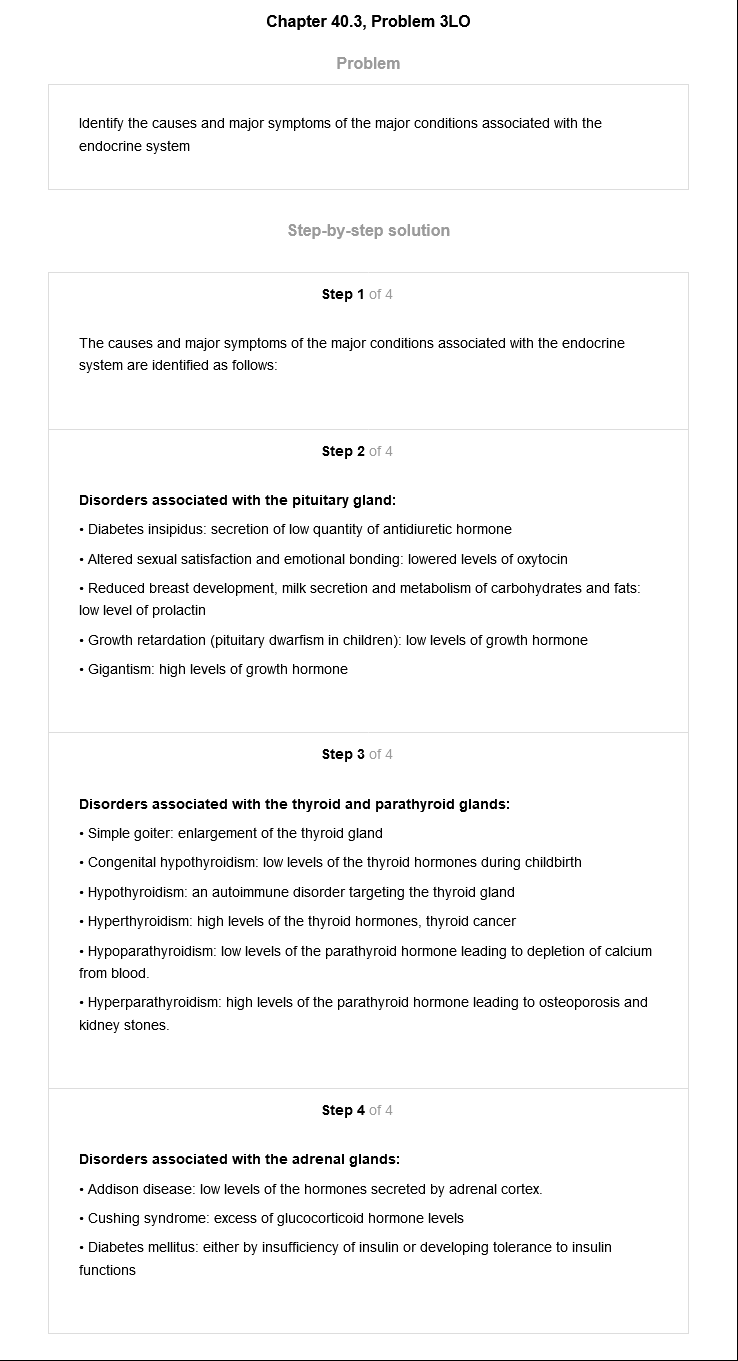 Chapter 40.3, Problem 3LO
Problem
Identify the causes and major symptoms of the major conditions associated with the
endocrine system
Step-by-step solution
Step 1 of 4
The causes and major symptoms of the major conditions associated with the endocrine
system are identified as follows:
Step 2 of 4
Disorders associated with the pituitary gland:
• Diabetes insipidus: secretion of low quantity of antidiuretic hormone
• Altered sexual satisfaction and emotional bonding: lowered levels of oxytocin
• Reduced breast development, milk secretion and metabolism of carbohydrates and fats:
low level of prolactin
• Growth retardation (pituitary dwarfism in children): low levels of growth hormone
• Gigantism: high levels of growth hormone
Step 3 of 4
Disorders associated with the thyroid and parathyroid glands:
• Simple goiter: enlargement of the thyroid gland
• Congenital hypothyroidism: low levels of the thyroid hormones during childbirth
• Hypothyroidism: an autoimmune disorder targeting the thyroid gland
• Hyperthyroidism: high levels of the thyroid hormones, thyroid cancer
• Hypoparathyroidism: low levels of the parathyroid hormone leading to depletion of calcium
from blood.
• Hyperparathyroidism: high levels of the parathyroid hormone leading to osteoporosis and
kidney stones.
Step 4 of 4
Disorders associated with the adrenal glands:
• Addison disease: low levels of the hormones secreted by adrenal cortex.
• Cushing syndrome: excess of glucocorticoid hormone levels
• Diabetes mellitus: either by insufficiency of insulin or developing tolerance to insulin
functions